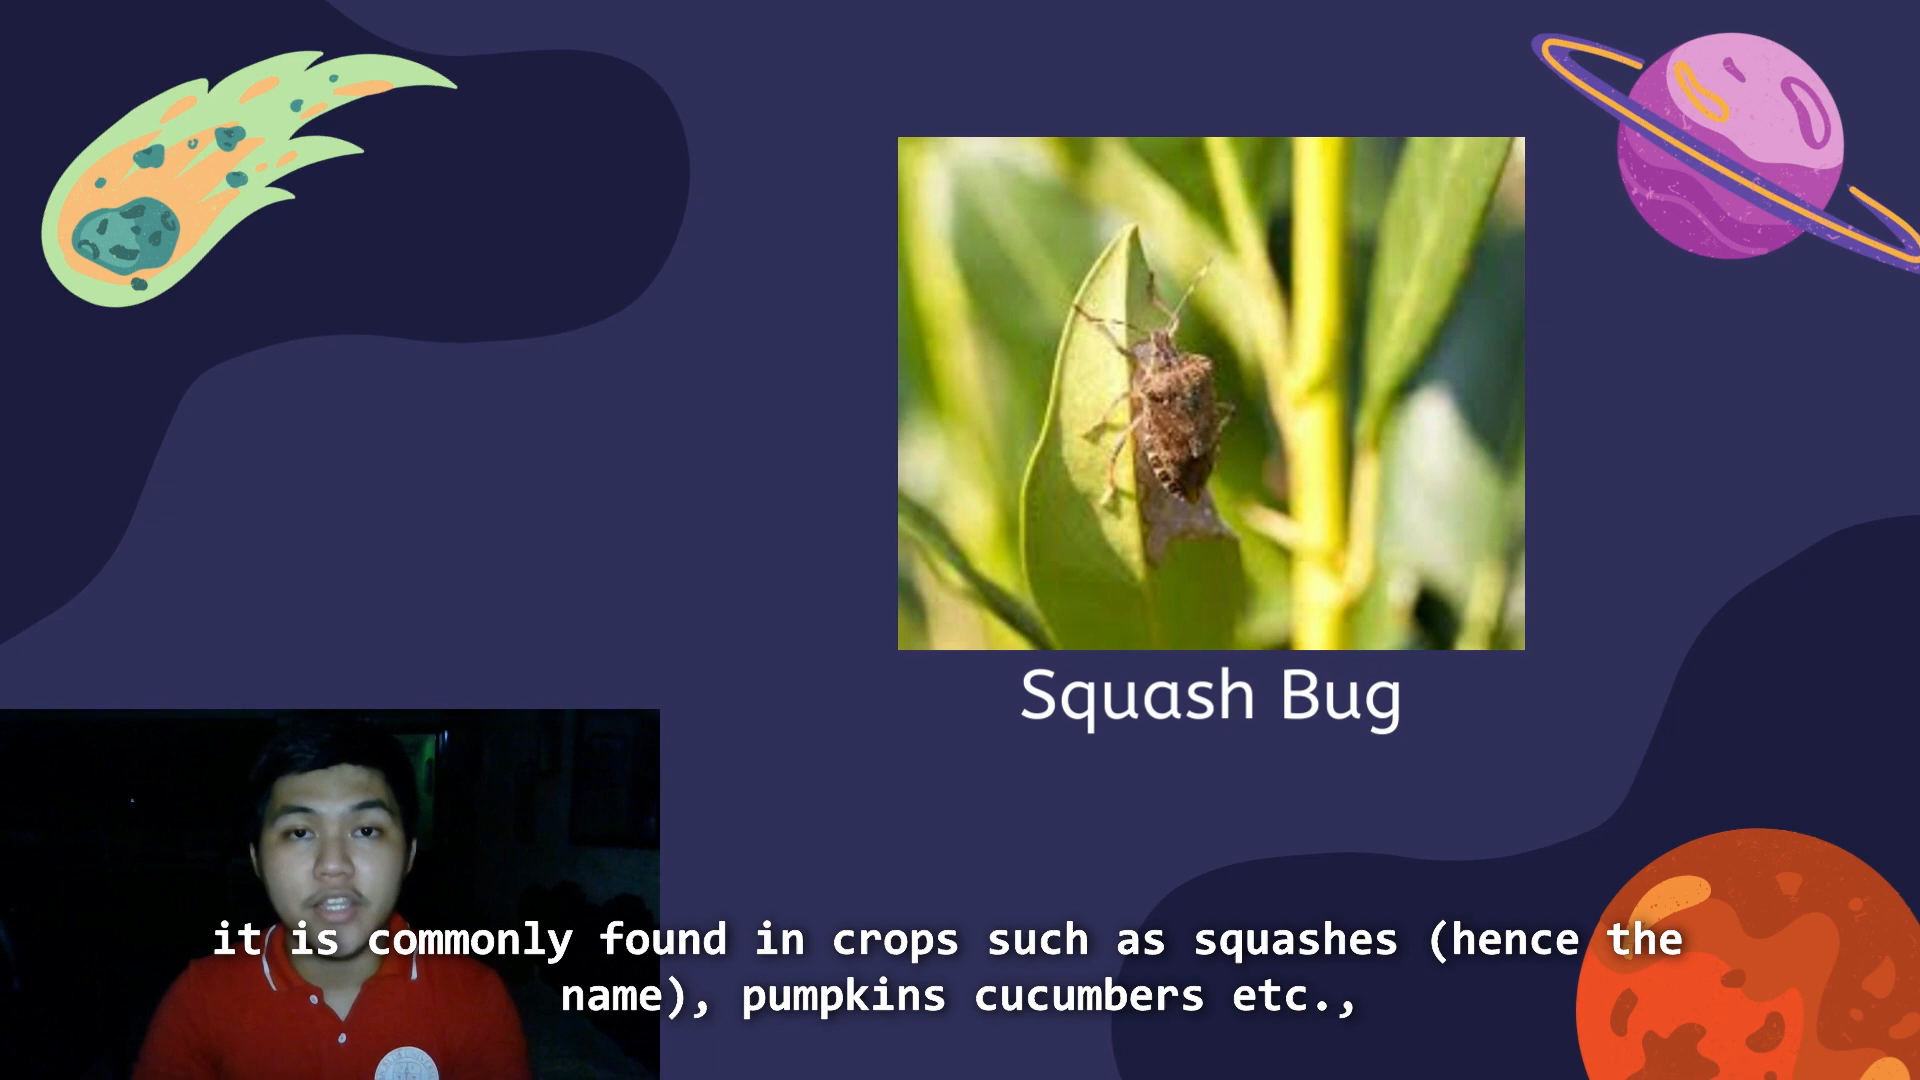 Squash Bug
it is commonly found in crops such as squashes (hence the
name), pumpkins cucumbers etc.,